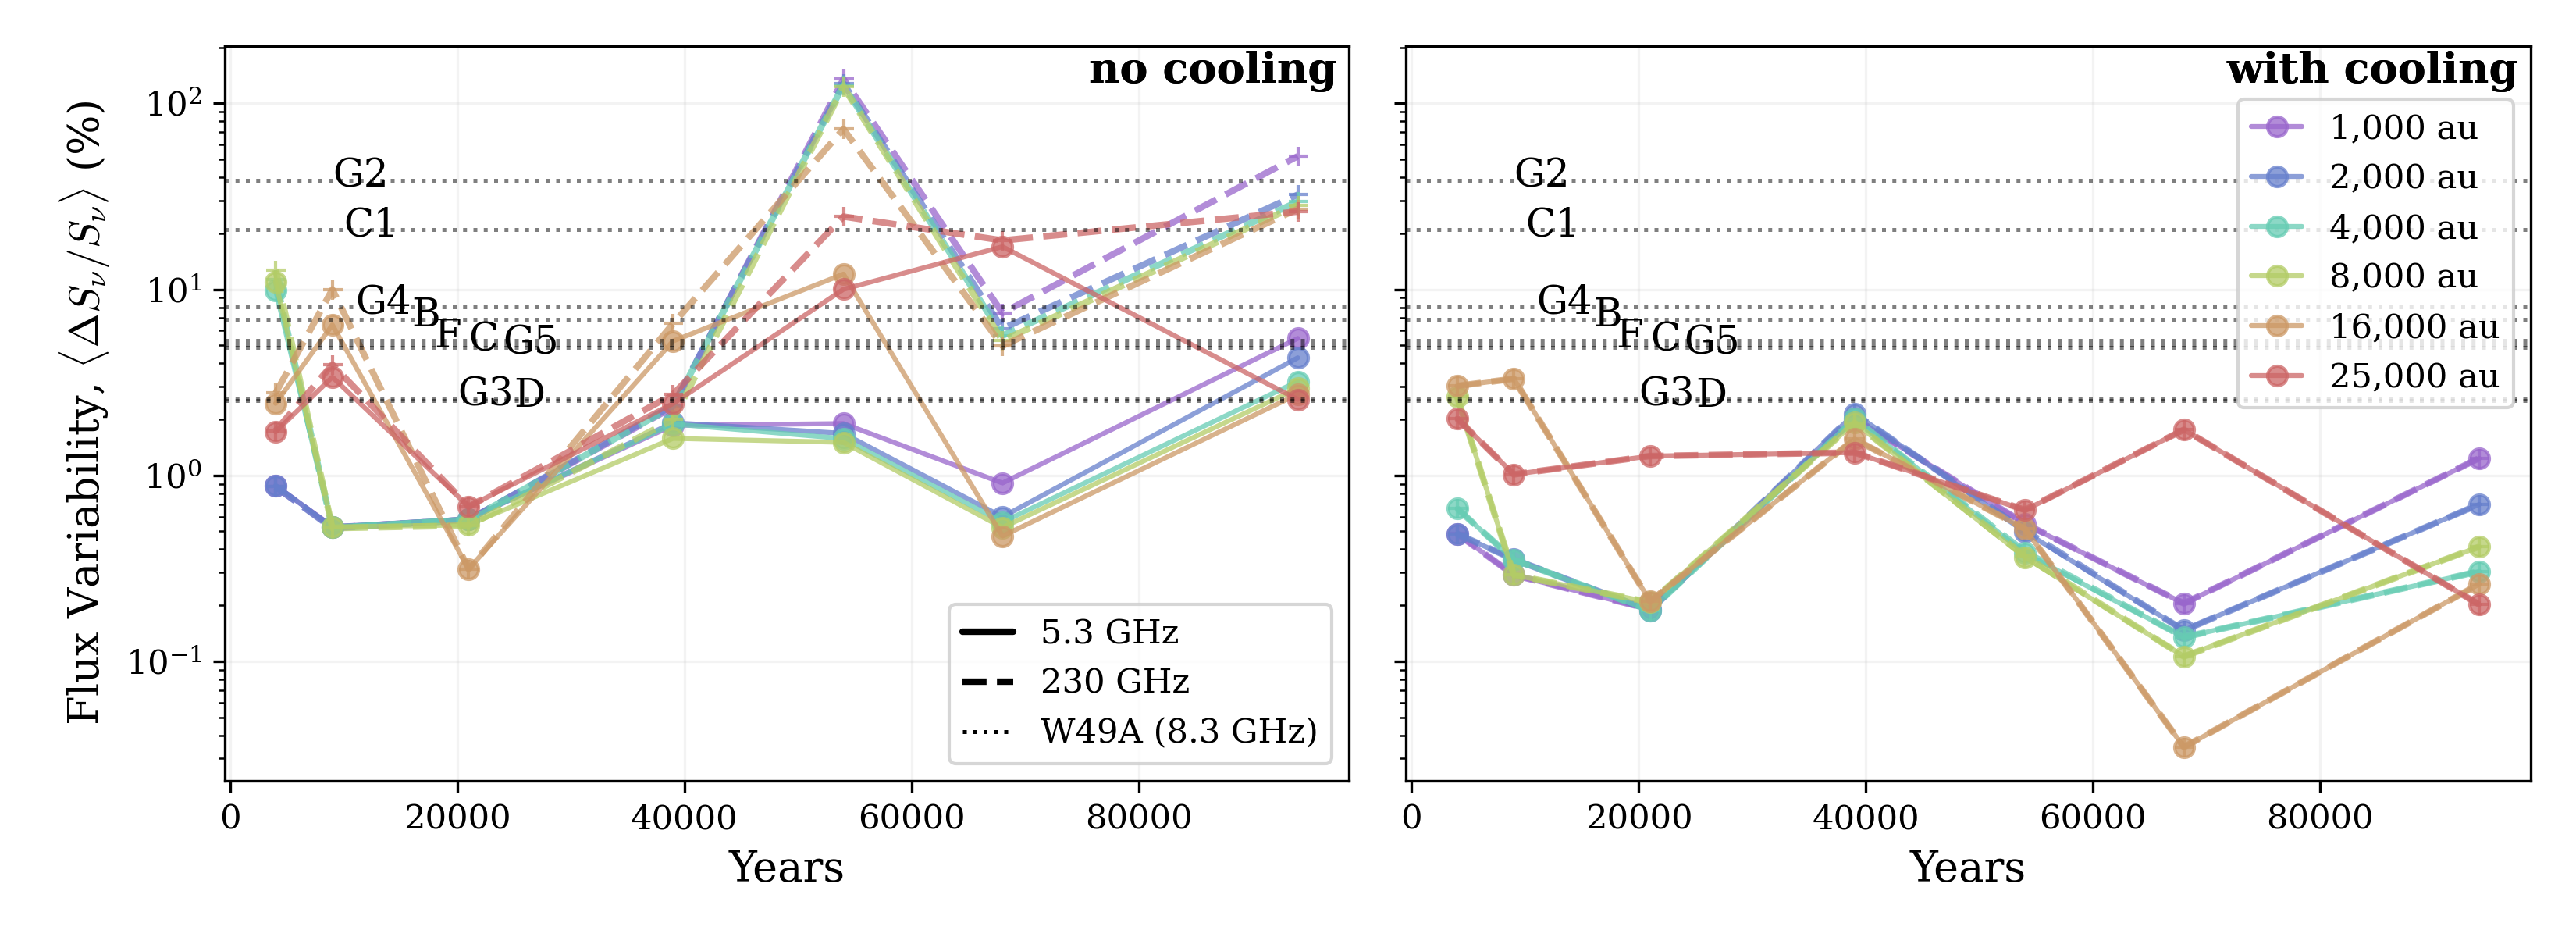 no cooling
with cooling
Flux Variability, ⟨ΔSν/Sν⟩ (%)
10²
10¹
10⁰
10⁻¹
G2
C1
G4
B
F
C
G5
G3
D
5.3 GHz
230 GHz
W49A (8.3 GHz)
0
20000
40000
60000
80000
Years
G2
C1
G4
B
F
C
G5
G3
D
1,000 au
2,000 au
4,000 au
8,000 au
16,000 au
25,000 au
0
20000
40000
60000
80000
Years